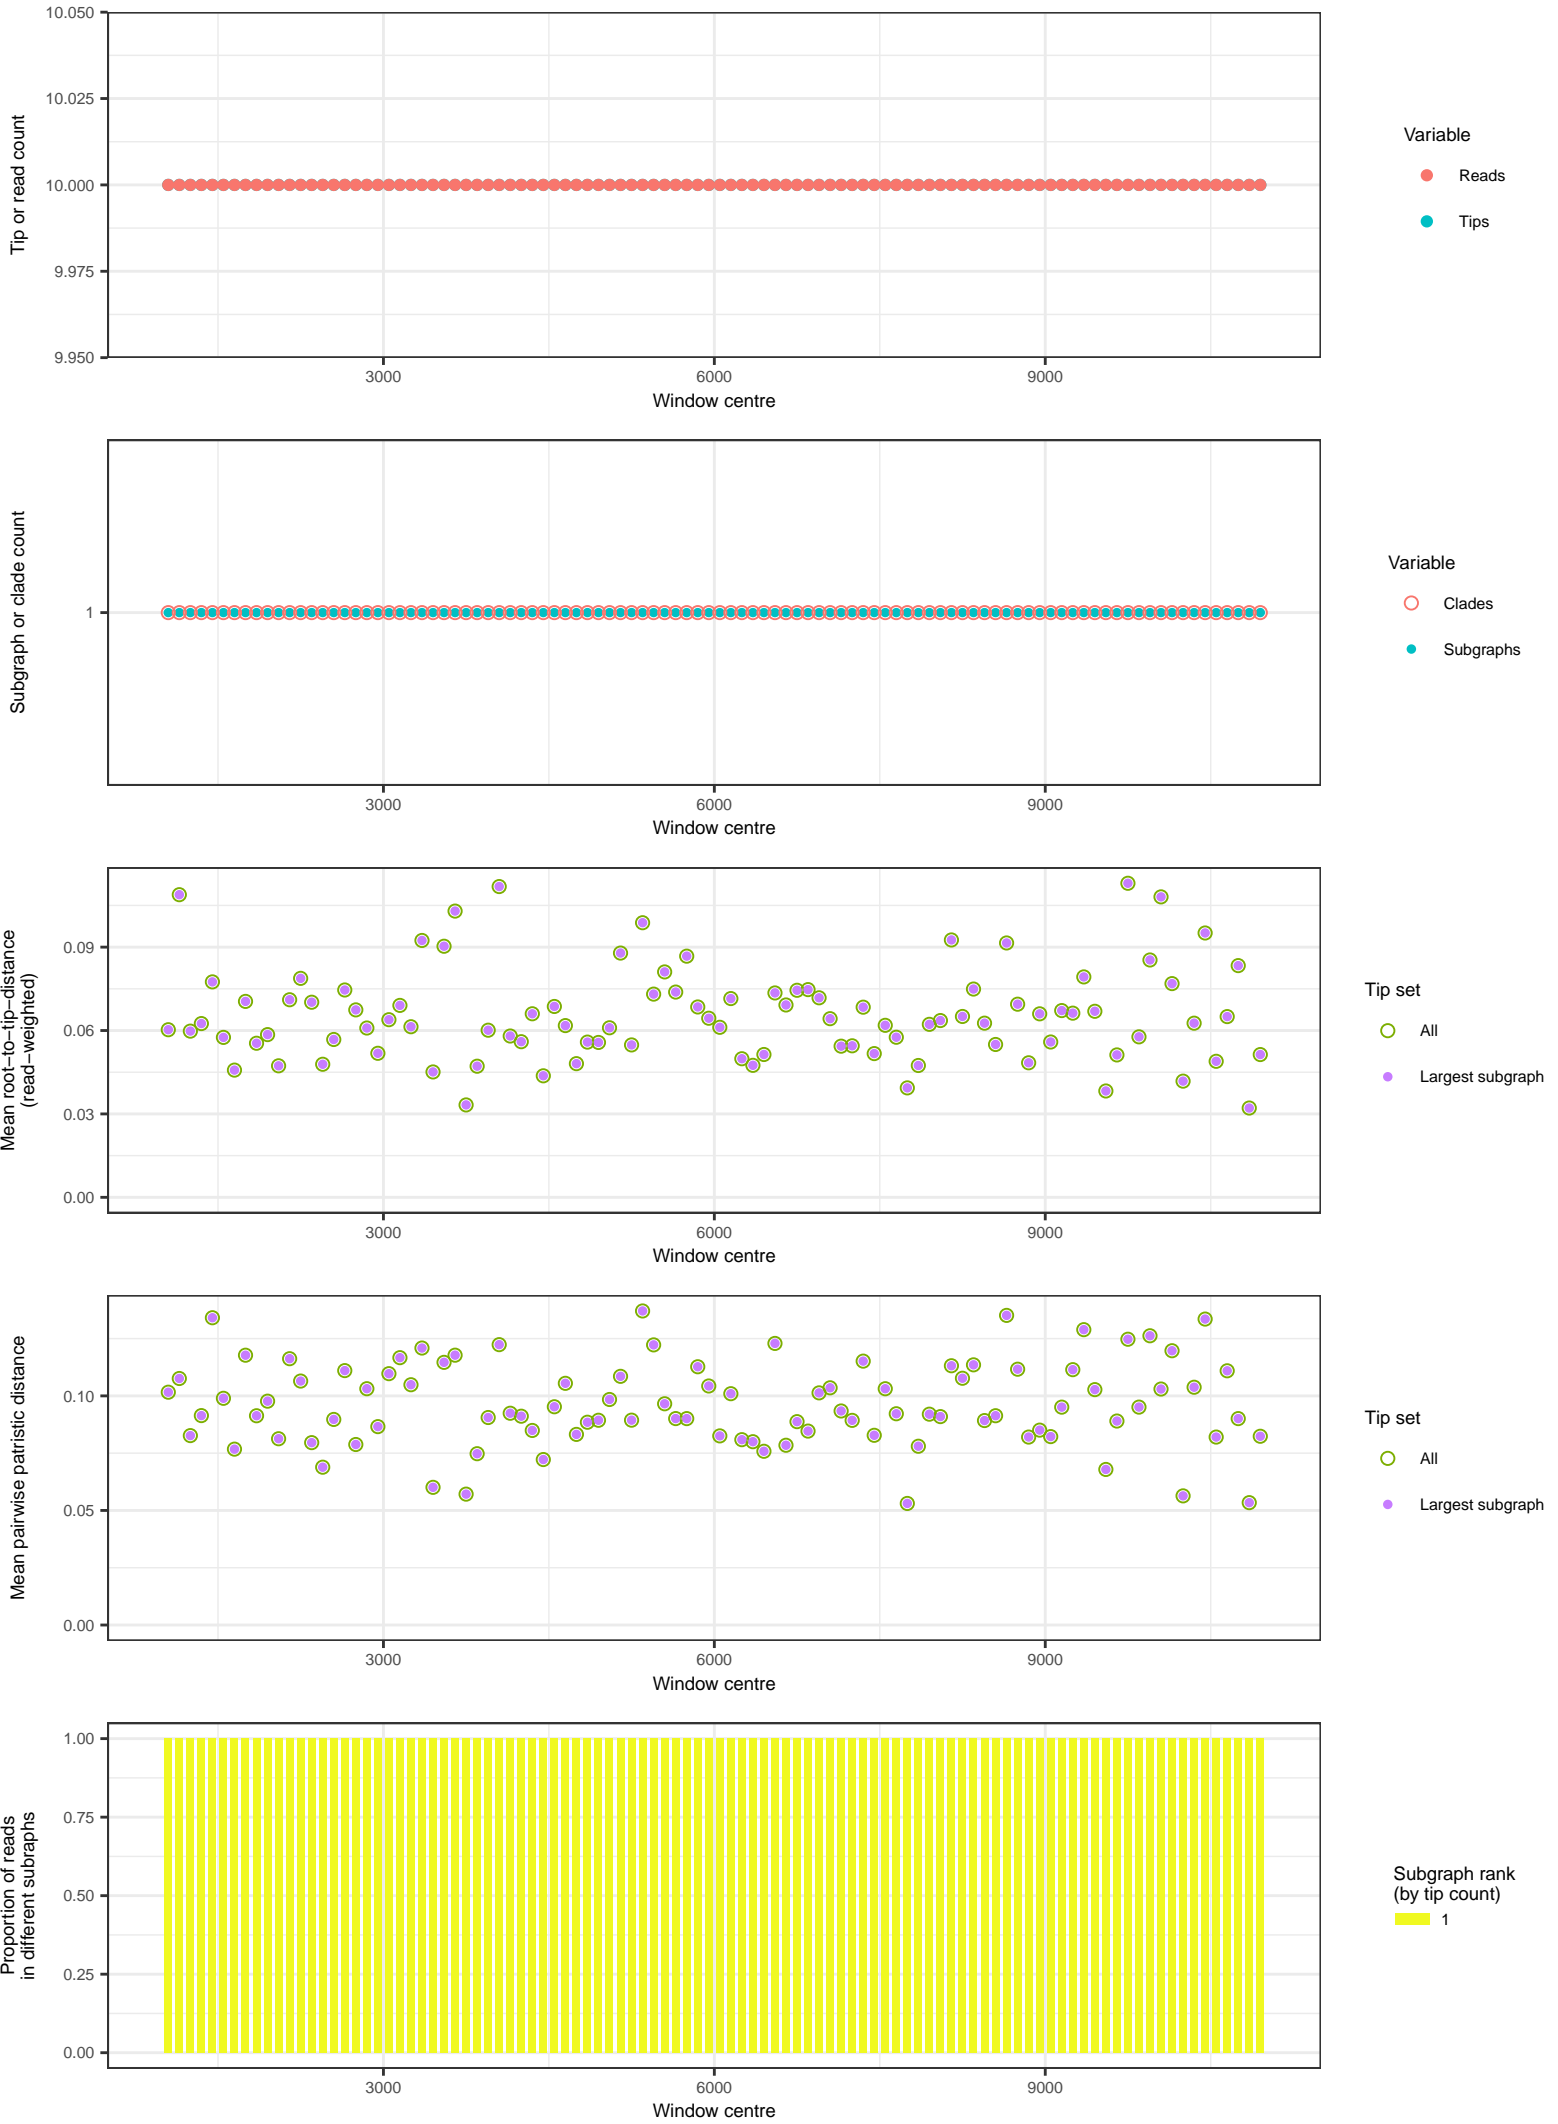 10.050
10.025
10.000
9.975
9.950
Tip or read count
3000 6000 9000
Window centre
Variable
Reads
Tips
1
Subgraph or clade count
3000 6000 9000
Window centre
Variable
Clades
Subgraphs
0.09
0.06
0.03
0.00
Mean root−to−tip−distance
(read−weighted)
3000 6000 9000
Window centre
Tip set
All
Largest subgraph
0.10
0.05
0.00
Mean pairwise patristic distance
3000 6000 9000
Window centre
Tip set
All
Largest subgraph
1.00
0.75
0.50
0.25
0.00
Proportion of reads
in different subraphs
3000 6000 9000
Window centre
Subgraph rank
(by tip count)
1